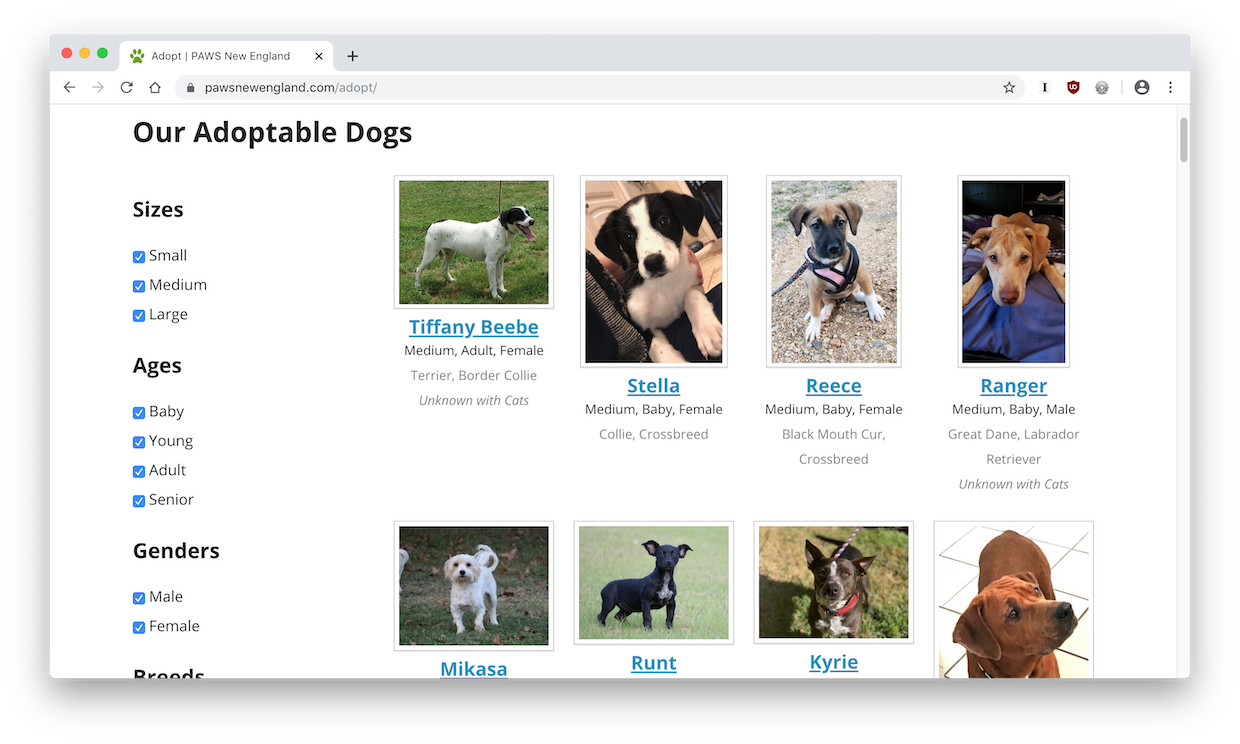 Adopt | PAWS New England
pawsnewengland.com/adopt/
I
Our Adoptable Dogs
Sizes
Small
Medium
Large
Ages
Baby
Young
Adult
Senior
Genders
Male
Female
Breeds
Tiffany Beebe
Medium, Adult, Female
Terrier, Border Collie
Unknown with Cats
Stella
Medium, Baby, Female
Collie, Crossbreed
Reece
Medium, Baby, Female
Black Mouth Cur,
Crossbreed
Ranger
Medium, Baby, Male
Great Dane, Labrador
Retriever
Unknown with Cats
Mikasa
Runt
Kyrie